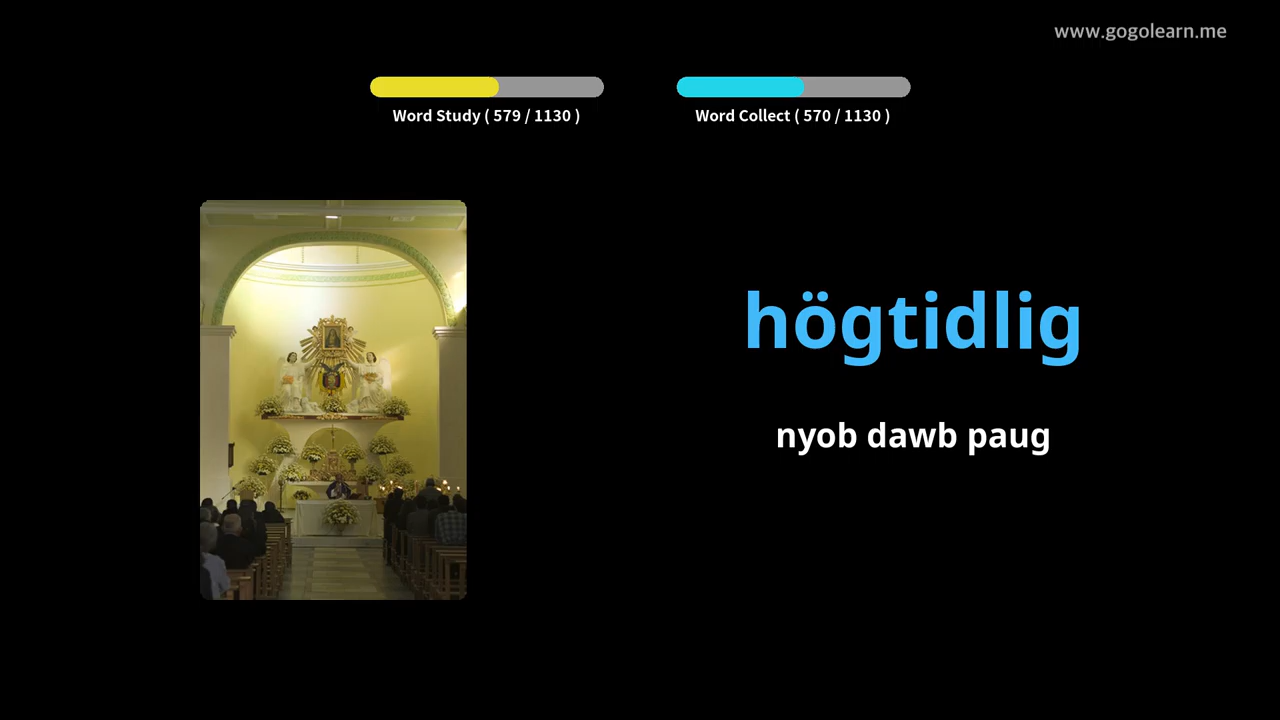 www.gogolearn.me
Word Study ( 579 / 1130 )
Word Collect ( 570 / 1130 )
högtidlig
nyob dawb paug